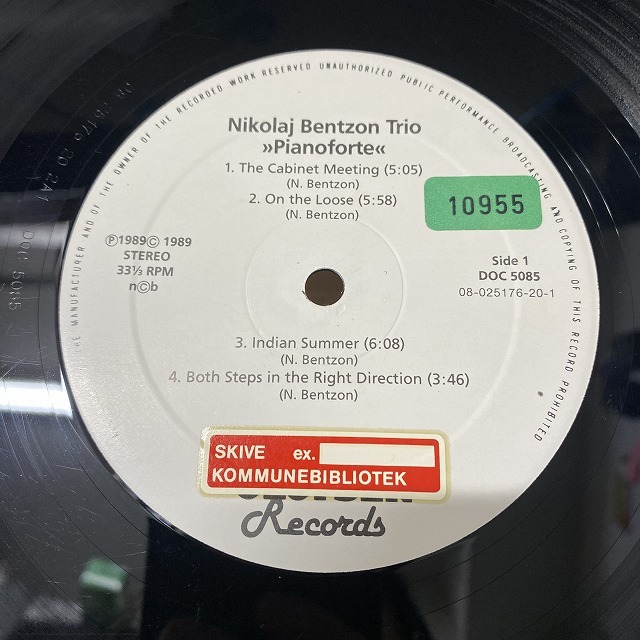 OF THE MANUFACTURER AND OF THE OWNER OF THE RECORDED WORK RESERVED UNAUTHORIZED PUBLIC PERFORMANCE BROADCASTING AND COPYING OF THIS RECORD PROHIBITED
Nikolaj Bentzon Trio
»Pianoforte«
1. The Cabinet Meeting (5:05)
(N. Bentzon)
2. On the Loose (5:58)
(N. Bentzon)
10955
Ⓟ1989© 1989
STEREO
33⅓ RPM
n©b
Side 1
DOC 5085
08-025176-20-1
3. Indian Summer (6:08)
(N. Bentzon)
4. Both Steps in the Right Direction (3:46)
(N. Bentzon)
SKIVE ex.
KOMMUNEBIBLIOTEK
Records
DOC 5085